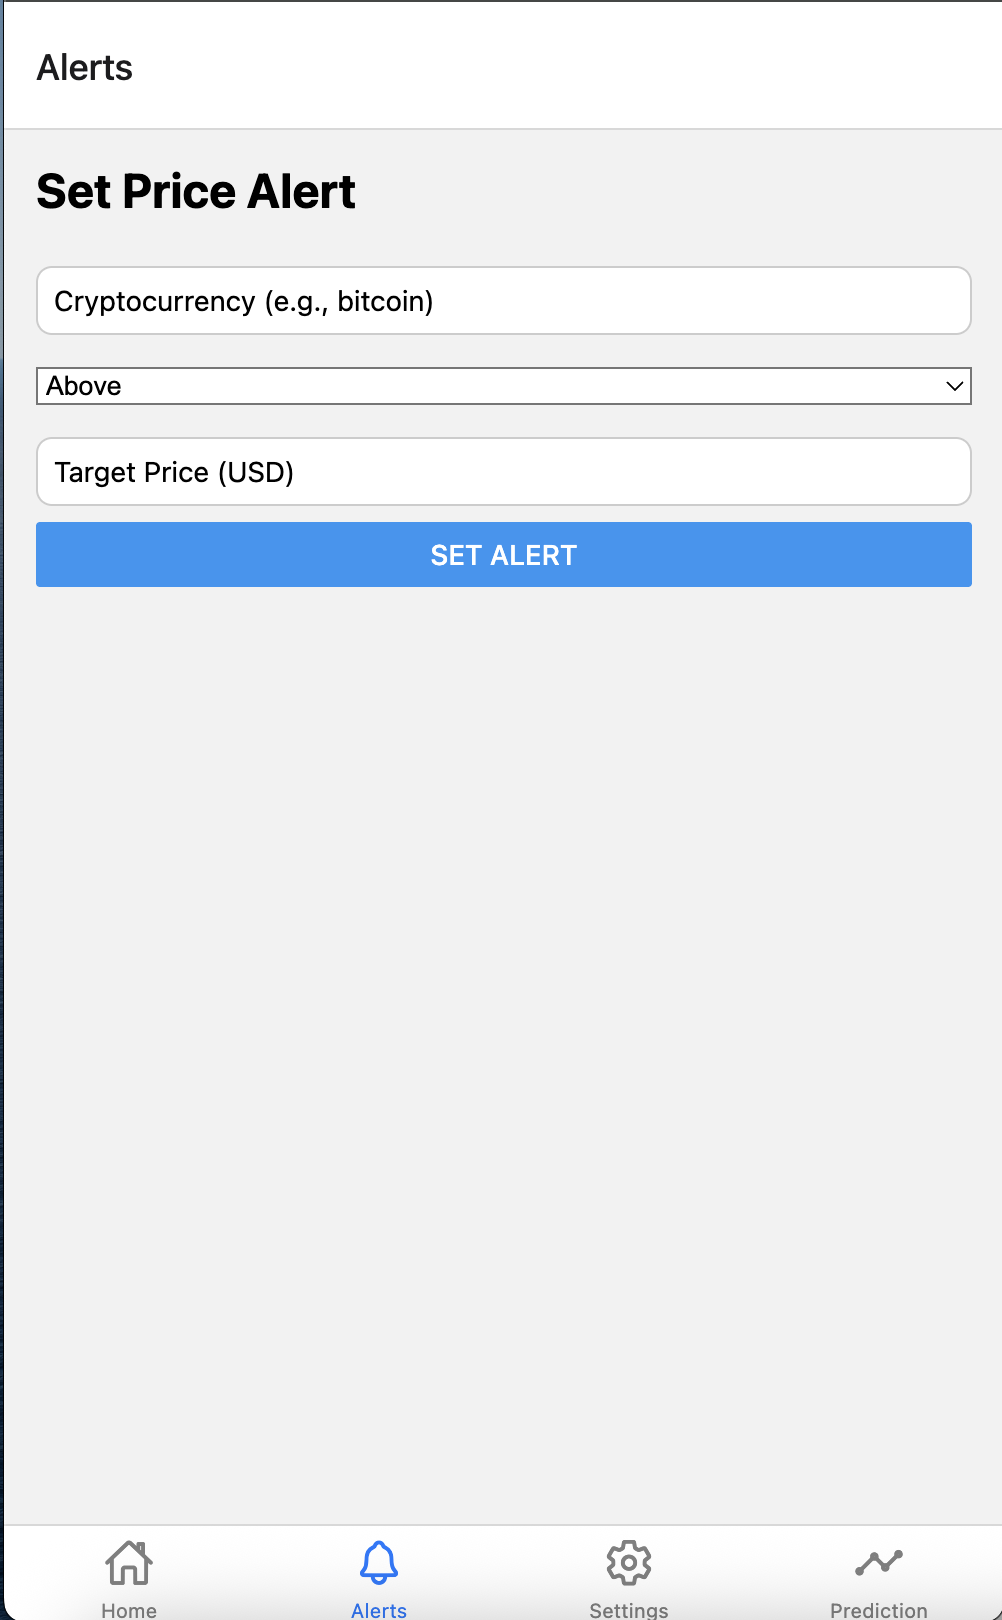 Alerts
Set Price Alert
Cryptocurrency (e.g., bitcoin)
Above
Target Price (USD)
SET ALERT
Home
Alerts
Settings
Prediction